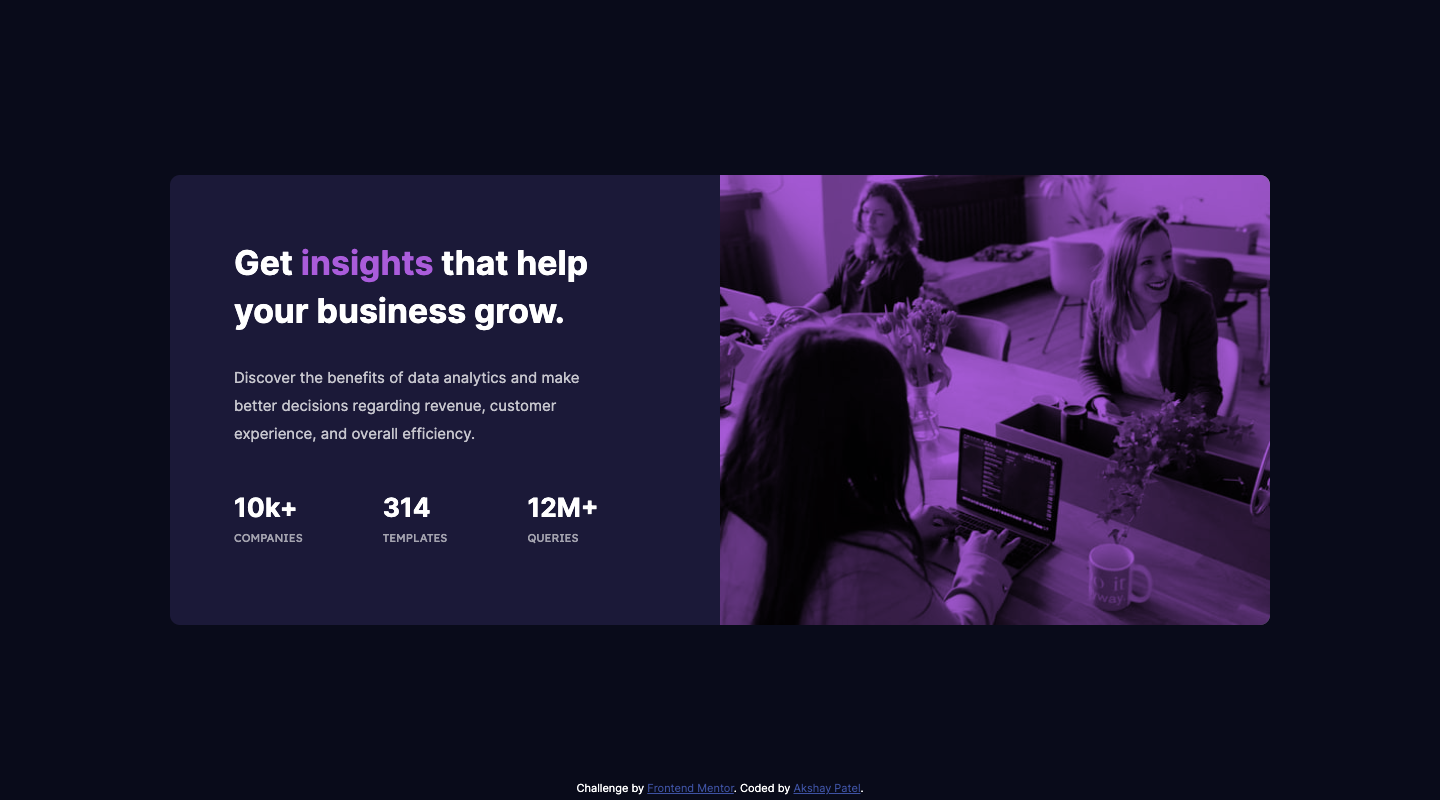 Get insights that help
your business grow.
Discover the benefits of data analytics and make
better decisions regarding revenue, customer
experience, and overall efficiency.
10k+ 314 12M+
COMPANIES TEMPLATES QUERIES
Challenge by Frontend Mentor. Coded by Akshay Patel.